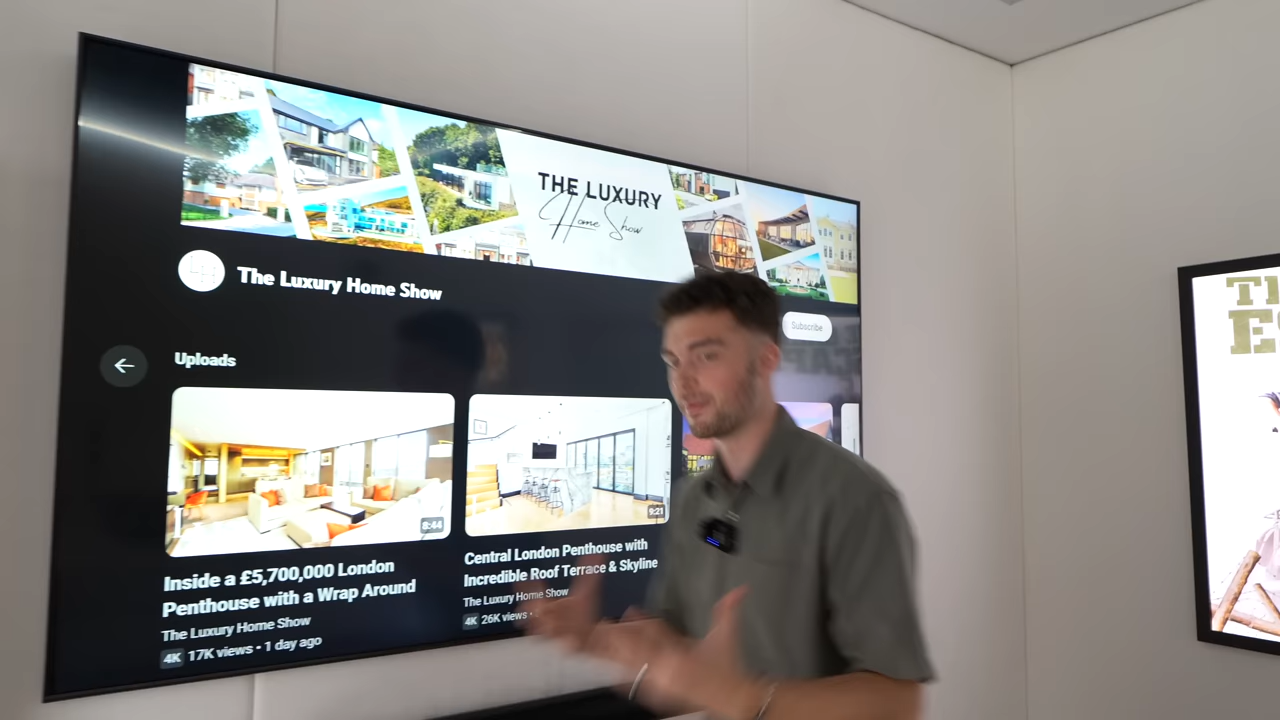 THE LUXURY
Home Show
The Luxury Home Show
Subscribe
Uploads
8:44
9:21
Inside a £5,700,000 London
Penthouse with a Wrap Around
The Luxury Home Show
4K 17K views • 1 day ago
Central London Penthouse with
Incredible Roof Terrace & Skyline
The Luxury Home Show
4K 26K views •